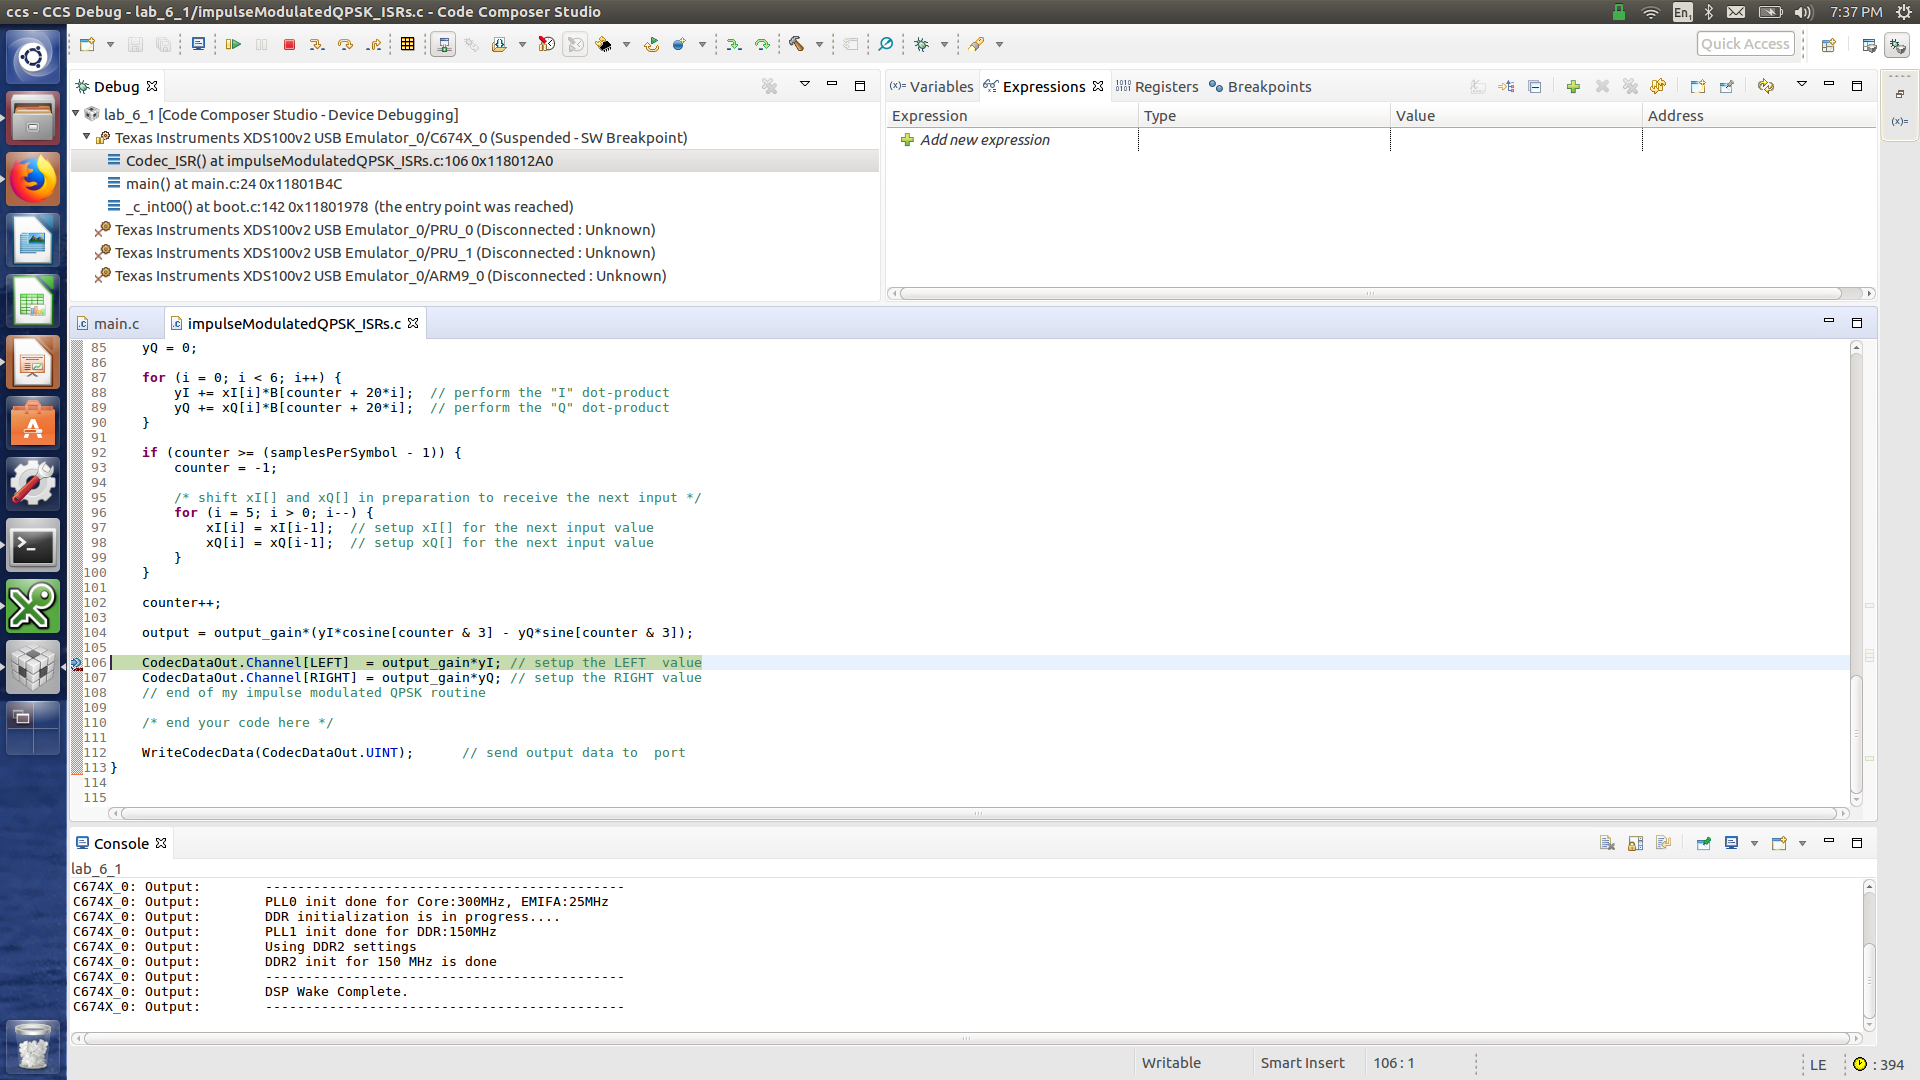 ccs - CCS Debug - lab_6_1/impulseModulatedQPSK_ISRs.c - Code Composer Studio
En1
7:37 PM
Quick Access
Debug
lab_6_1 [Code Composer Studio - Device Debugging]
Texas Instruments XDS100v2 USB Emulator_0/C674X_0 (Suspended - SW Breakpoint)
Codec_ISR() at impulseModulatedQPSK_ISRs.c:106 0x118012A0
main() at main.c:24 0x11801B4C
_c_int00() at boot.c:142 0x11801978 (the entry point was reached)
Texas Instruments XDS100v2 USB Emulator_0/PRU_0 (Disconnected : Unknown)
Texas Instruments XDS100v2 USB Emulator_0/PRU_1 (Disconnected : Unknown)
Texas Instruments XDS100v2 USB Emulator_0/ARM9_0 (Disconnected : Unknown)
(x)= Variables
Expressions
1010 0101 Registers
Breakpoints
Expression Type Value Address
Add new expression
(x)=
main.c
impulseModulatedQPSK_ISRs.c
85     yQ = 0;
86
87     for (i = 0; i < 6; i++) {
88         yI += xI[i]*B[counter + 20*i];  // perform the "I" dot-product
89         yQ += xQ[i]*B[counter + 20*i];  // perform the "Q" dot-product
90     }
91
92     if (counter >= (samplesPerSymbol - 1)) {
93         counter = -1;
94
95         /* shift xI[] and xQ[] in preparation to receive the next input */
96         for (i = 5; i > 0; i--) {
97             xI[i] = xI[i-1];  // setup xI[] for the next input value
98             xQ[i] = xQ[i-1];  // setup xQ[] for the next input value
99         }
100     }
101
102     counter++;
103
104     output = output_gain*(yI*cosine[counter & 3] - yQ*sine[counter & 3]);
105
106     CodecDataOut.Channel[LEFT]  = output_gain*yI; // setup the LEFT  value
107     CodecDataOut.Channel[RIGHT] = output_gain*yQ; // setup the RIGHT value
108     // end of my impulse modulated QPSK routine
109
110     /* end your code here */
111
112     WriteCodecData(CodecDataOut.UINT);      // send output data to  port
113 }
114
115
Console
lab_6_1
C674X_0: Output:        ---------------------------------------------
C674X_0: Output:        PLL0 init done for Core:300MHz, EMIFA:25MHz
C674X_0: Output:        DDR initialization is in progress....
C674X_0: Output:        PLL1 init done for DDR:150MHz
C674X_0: Output:        Using DDR2 settings
C674X_0: Output:        DDR2 init for 150 MHz is done
C674X_0: Output:        ---------------------------------------------
C674X_0: Output:        DSP Wake Complete.
C674X_0: Output:        ---------------------------------------------
Writable
Smart Insert
106 : 1
LE
: 394